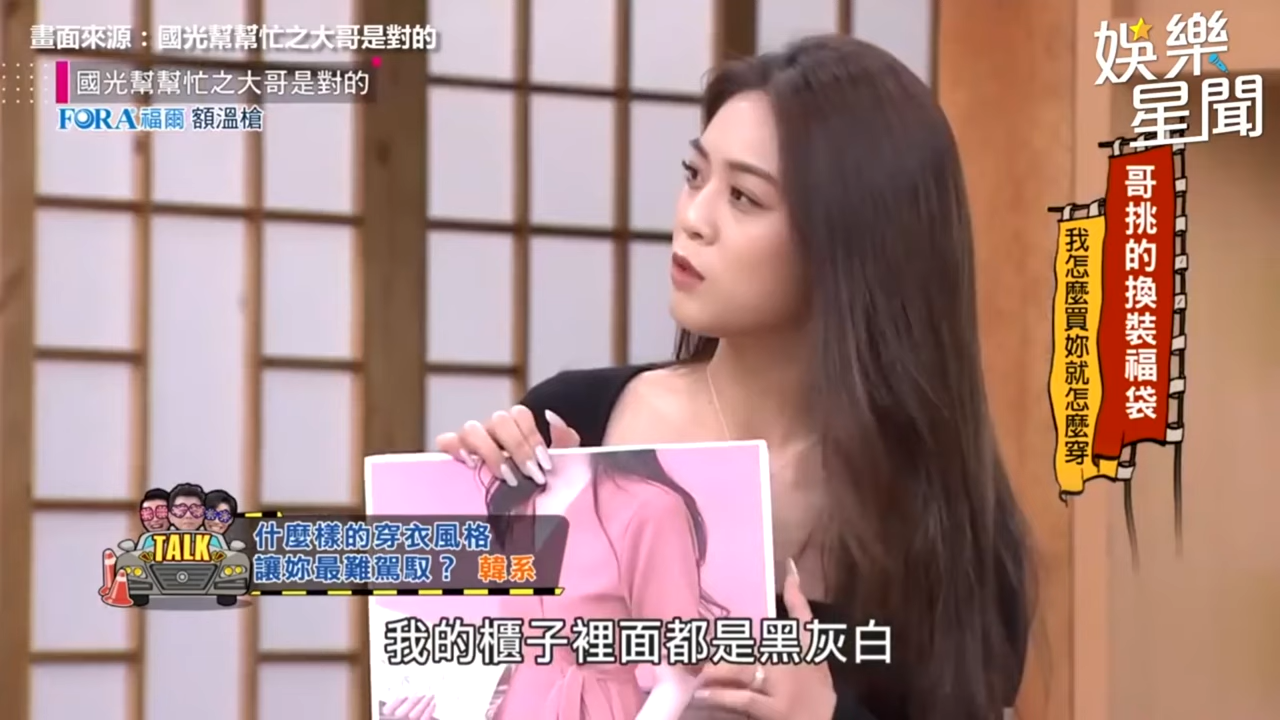 畫面來源：國光幫幫忙之大哥是對的
國光幫幫忙之大哥是對的
FORA 福爾 額溫槍
娛樂
星聞
哥挑的換裝福袋
我怎麼買妳就怎麼穿
TALK
什麼樣的穿衣風格
讓妳最難駕馭？ 韓系
我的櫃子裡面都是黑灰白